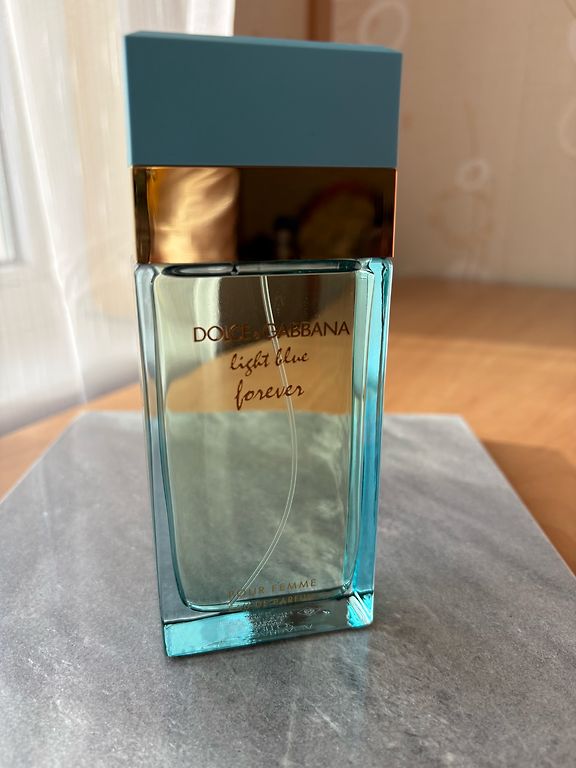 DOLCE&GABBANA
light blue
forever
POUR FEMME
EAU DE PARFUM